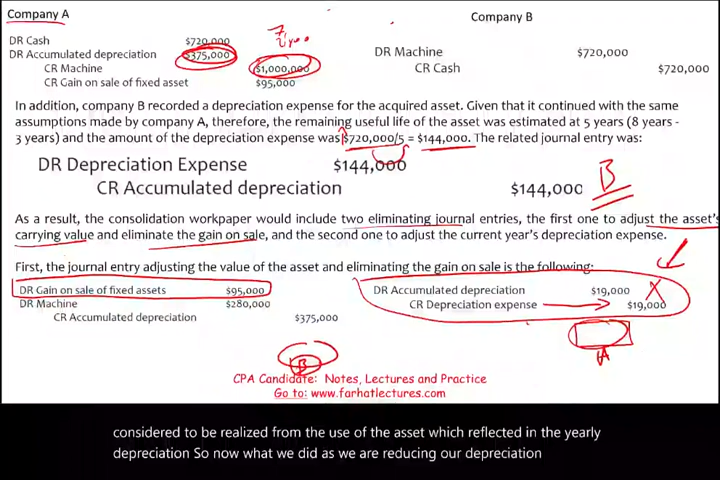 Company A
Company B
DR Cash $720,000
DR Accumulated depreciation $375,000
CR Machine $1,000,000
CR Gain on sale of fixed asset $95,000
DR Machine $720,000
CR Cash $720,000
In addition, company B recorded a depreciation expense for the acquired asset. Given that it continued with the same
assumptions made by company A, therefore, the remaining useful life of the asset was estimated at 5 years (8 years -
3 years) and the amount of the depreciation expense was $720,000/5 = $144,000. The related journal entry was:
DR Depreciation Expense $144,000
CR Accumulated depreciation $144,000
B
As a result, the consolidation workpaper would include two eliminating journal entries, the first one to adjust the asset's
carrying value and eliminate the gain on sale, and the second one to adjust the current year's depreciation expense.
First, the journal entry adjusting the value of the asset and eliminating the gain on sale is the following:
DR Gain on sale of fixed assets $95,000
DR Machine $280,000
CR Accumulated depreciation $375,000
DR Accumulated depreciation $19,000
CR Depreciation expense $19,000
B
A
CPA Candidate: Notes, Lectures and Practice
Go to: www.farhatlectures.com
considered to be realized from the use of the asset which reflected in the yearly
depreciation So now what we did as we are reducing our depreciation